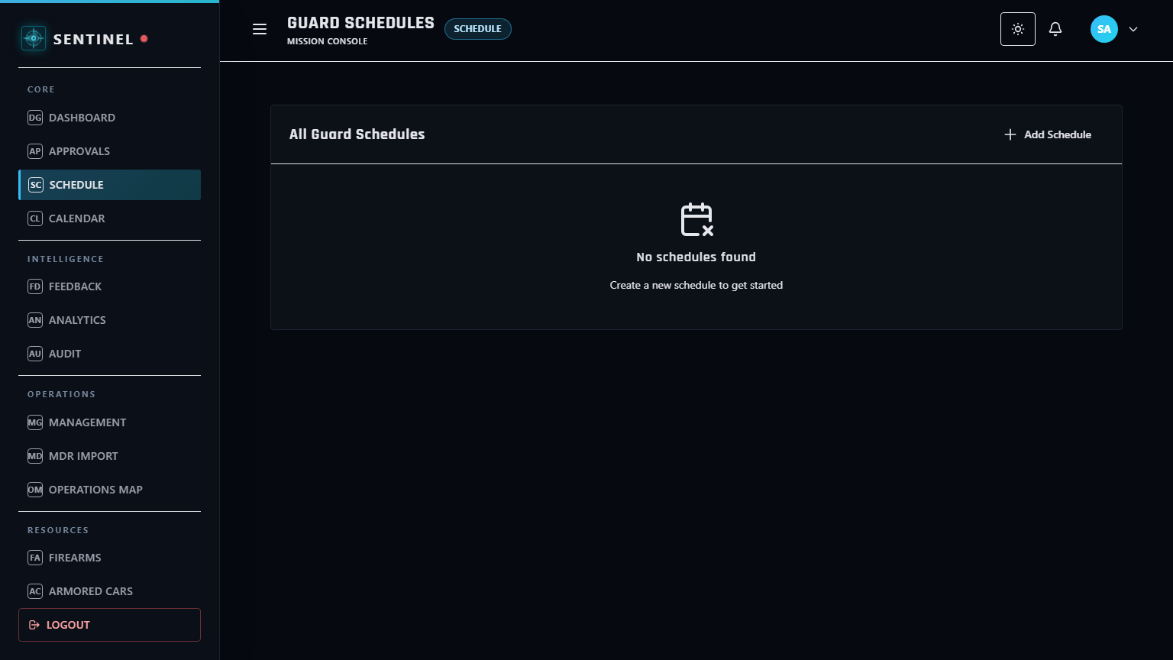 SENTINEL
CORE
DG DASHBOARD
AP APPROVALS
SC SCHEDULE
CL CALENDAR
INTELLIGENCE
FD FEEDBACK
AN ANALYTICS
AU AUDIT
OPERATIONS
MG MANAGEMENT
MD MDR IMPORT
OM OPERATIONS MAP
RESOURCES
FA FIREARMS
AC ARMORED CARS
LOGOUT
GUARD SCHEDULES
MISSION CONSOLE
SCHEDULE
SA
All Guard Schedules
Add Schedule
No schedules found
Create a new schedule to get started